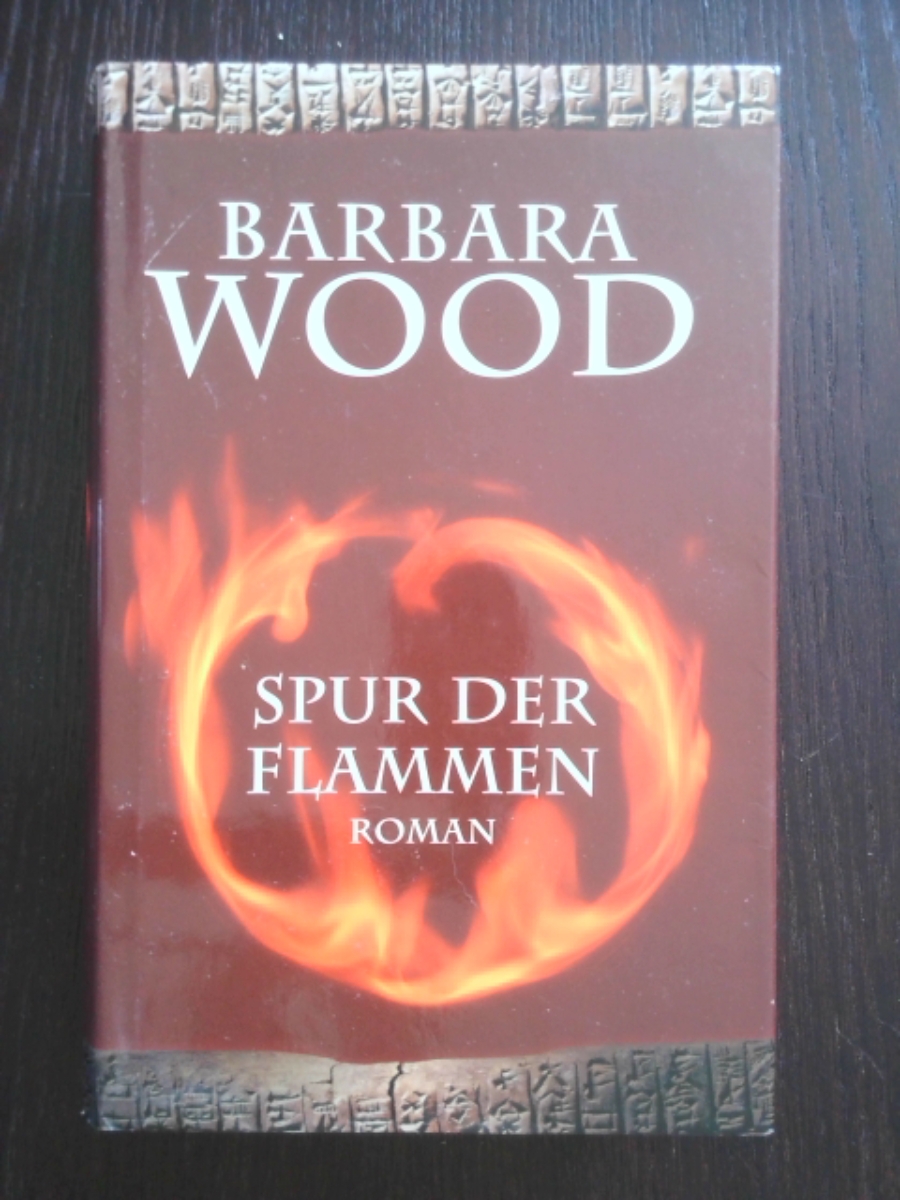 BARBARA
WOOD
SPUR DER
FLAMMEN
ROMAN